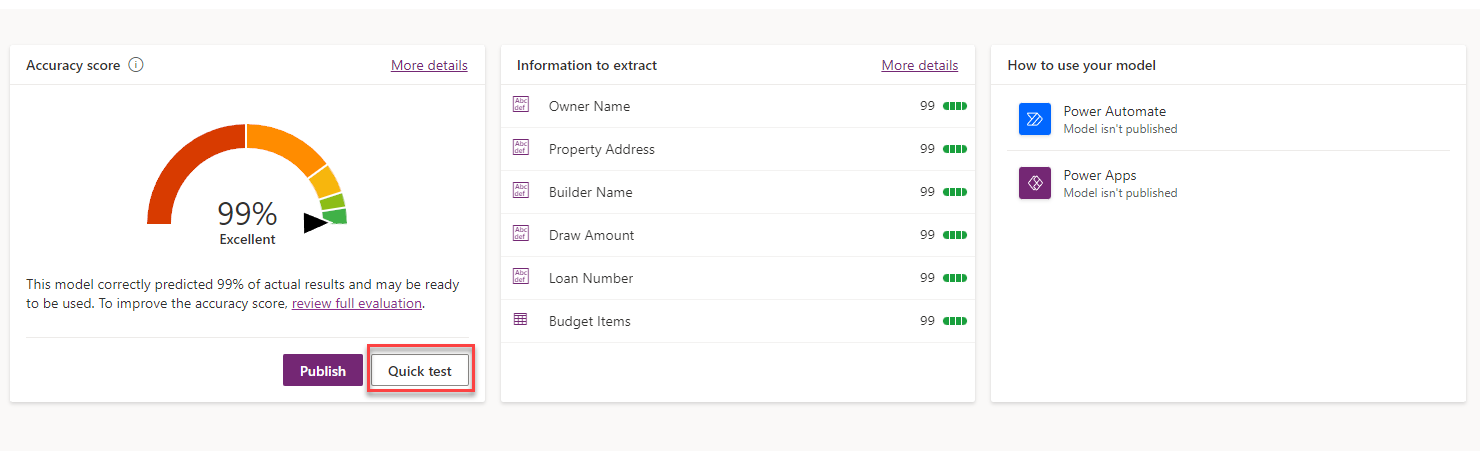 Accuracy score
More details
99%
Excellent
This model correctly predicted 99% of actual results and may be ready
to be used. To improve the accuracy score, review full evaluation.
Publish
Quick test
Information to extract
More details
Abc
def
Owner Name
99
Abc
def
Property Address
99
Abc
def
Builder Name
99
Abc
def
Draw Amount
99
Abc
def
Loan Number
99
Budget Items
99
How to use your model
Power Automate
Model isn't published
Power Apps
Model isn't published